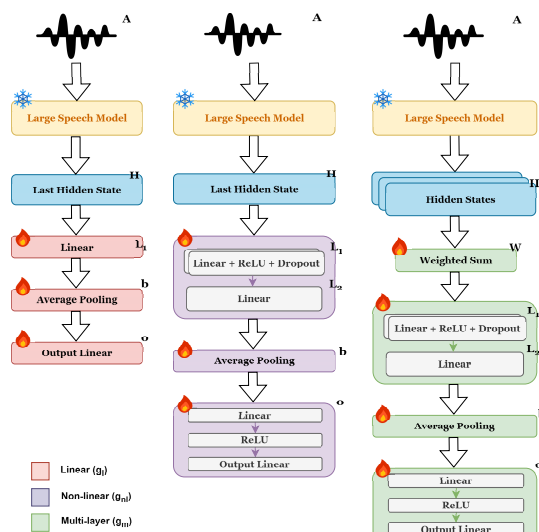 A
Large Speech Model
H
Last Hidden State
L1
Linear
b
Average Pooling
o
Output Linear
A
Large Speech Model
H
Last Hidden State
L1
Linear + ReLU + Dropout
L2
Linear
b
Average Pooling
o
Linear
ReLU
Output Linear
A
Large Speech Model
H
Hidden States
W
Weighted Sum
L1
Linear + ReLU + Dropout
L2
Linear
Average Pooling
Linear
ReLU
Output Linear
Linear (gl)
Non-linear (gnl)
Multi-layer (gm)